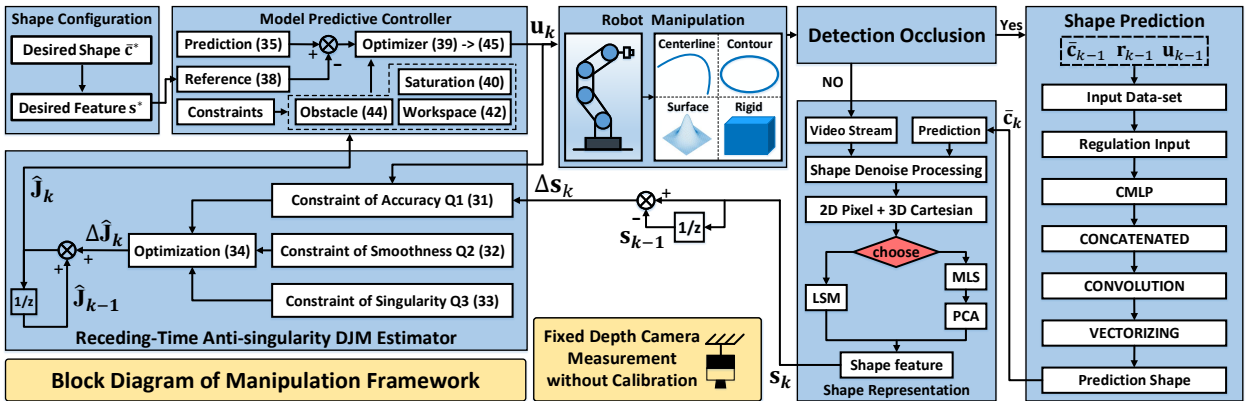 Shape Configuration
Desired Shape c̄*
Desired Feature s*
Model Predictive Controller
Prediction (35)
Optimizer (39) -> (45)
+
−
Reference (38)
Saturation (40)
Constraints
Obstacle (44)
Workspace (42)
u_k
Robot Manipulation
Centerline
Contour
Surface
Rigid
Detection Occlusion
Yes
NO
Shape Prediction
c̄_{k−1} r_{k−1} u_{k−1}
Input Data-set
Regulation Input
CMLP
CONCATENATED
CONVOLUTION
VECTORIZING
Prediction Shape
c̄_k
Video Stream
Prediction
Shape Denoise Processing
2D Pixel + 3D Cartesian
choose
LSM
MLS
PCA
Shape feature
Shape Representation
s_k
Δs_k
+
-
1/z
s_{k−1}
Ĵ_k
Constraint of Accuracy Q1 (31)
ΔĴ_k
Optimization (34)
Constraint of Smoothness Q2 (32)
+
+
1/z
Ĵ_{k−1}
Constraint of Singularity Q3 (33)
Receding-Time Anti-singularity DJM Estimator
Block Diagram of Manipulation Framework
Fixed Depth Camera
Measurement
without Calibration